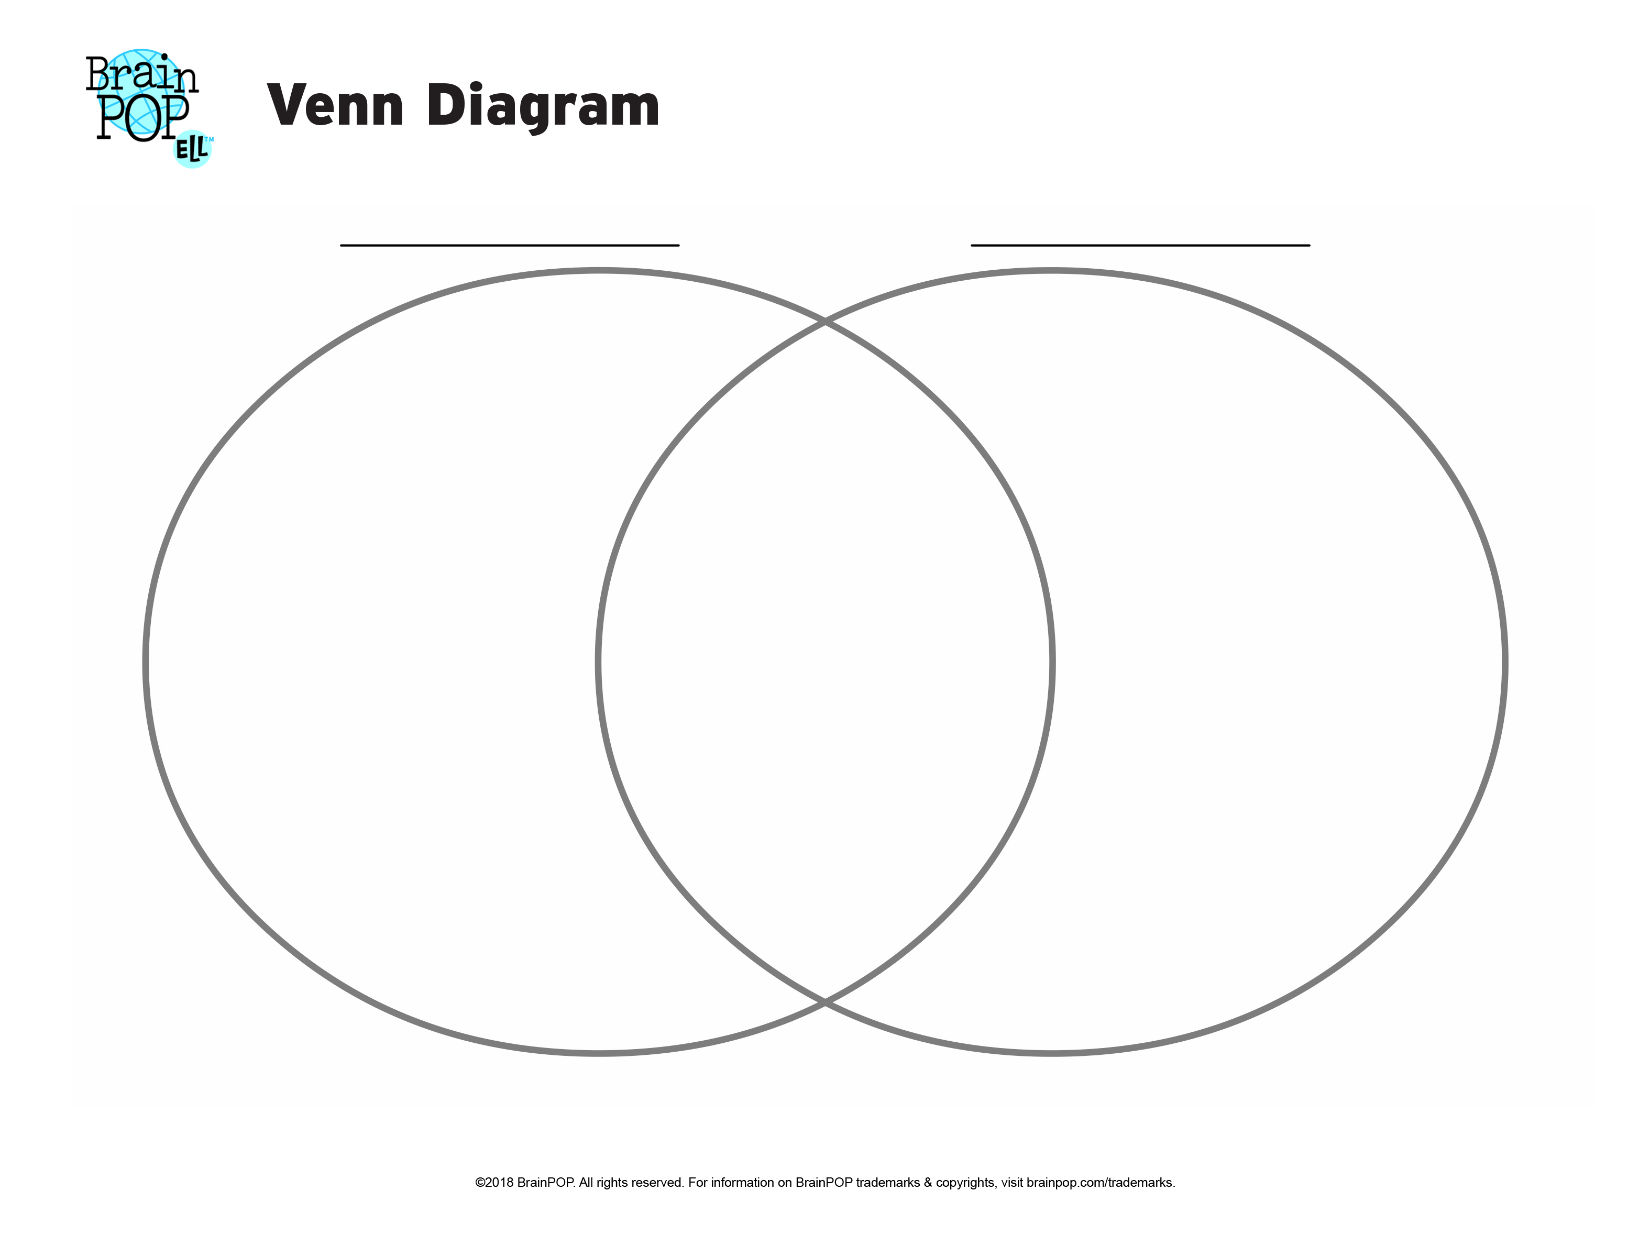 Brain
POP
ELL™
Venn Diagram
©2018 BrainPOP. All rights reserved. For information on BrainPOP trademarks & copyrights, visit brainpop.com/trademarks.